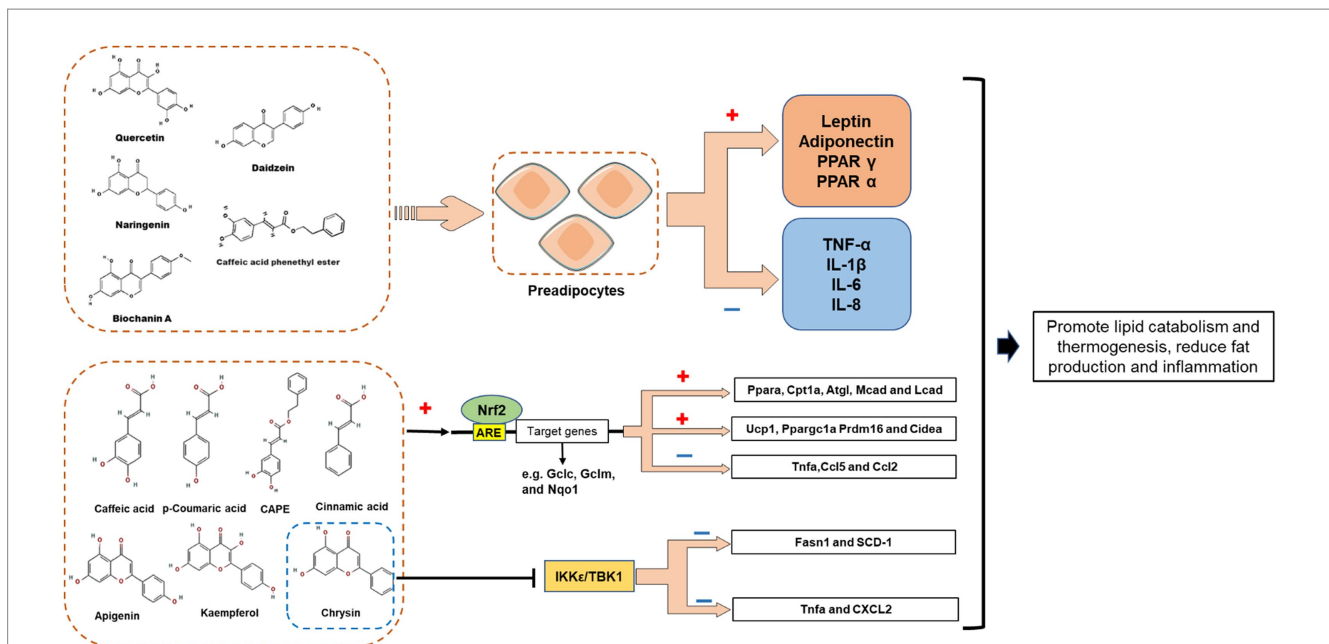 Quercetin
Daidzein
Naringenin
Caffeic acid phenethyl ester
Biochanin A
Preadipocytes
+
Leptin
Adiponectin
PPAR γ
PPAR α
−
TNF-α
IL-1β
IL-6
IL-8
Promote lipid catabolism and
thermogenesis, reduce fat
production and inflammation
Caffeic acid
p-Coumaric acid
CAPE
Cinnamic acid
Apigenin
Kaempferol
Chrysin
+
Nrf2
ARE
Target genes
e.g. Gclc, Gclm,
and Nqo1
+
Ppara, Cpt1a, Atgl, Mcad and Lcad
+
Ucp1, Ppargc1a Prdm16 and Cidea
−
Tnfa,Ccl5 and Ccl2
IKKε/TBK1
−
Fasn1 and SCD-1
−
Tnfa and CXCL2